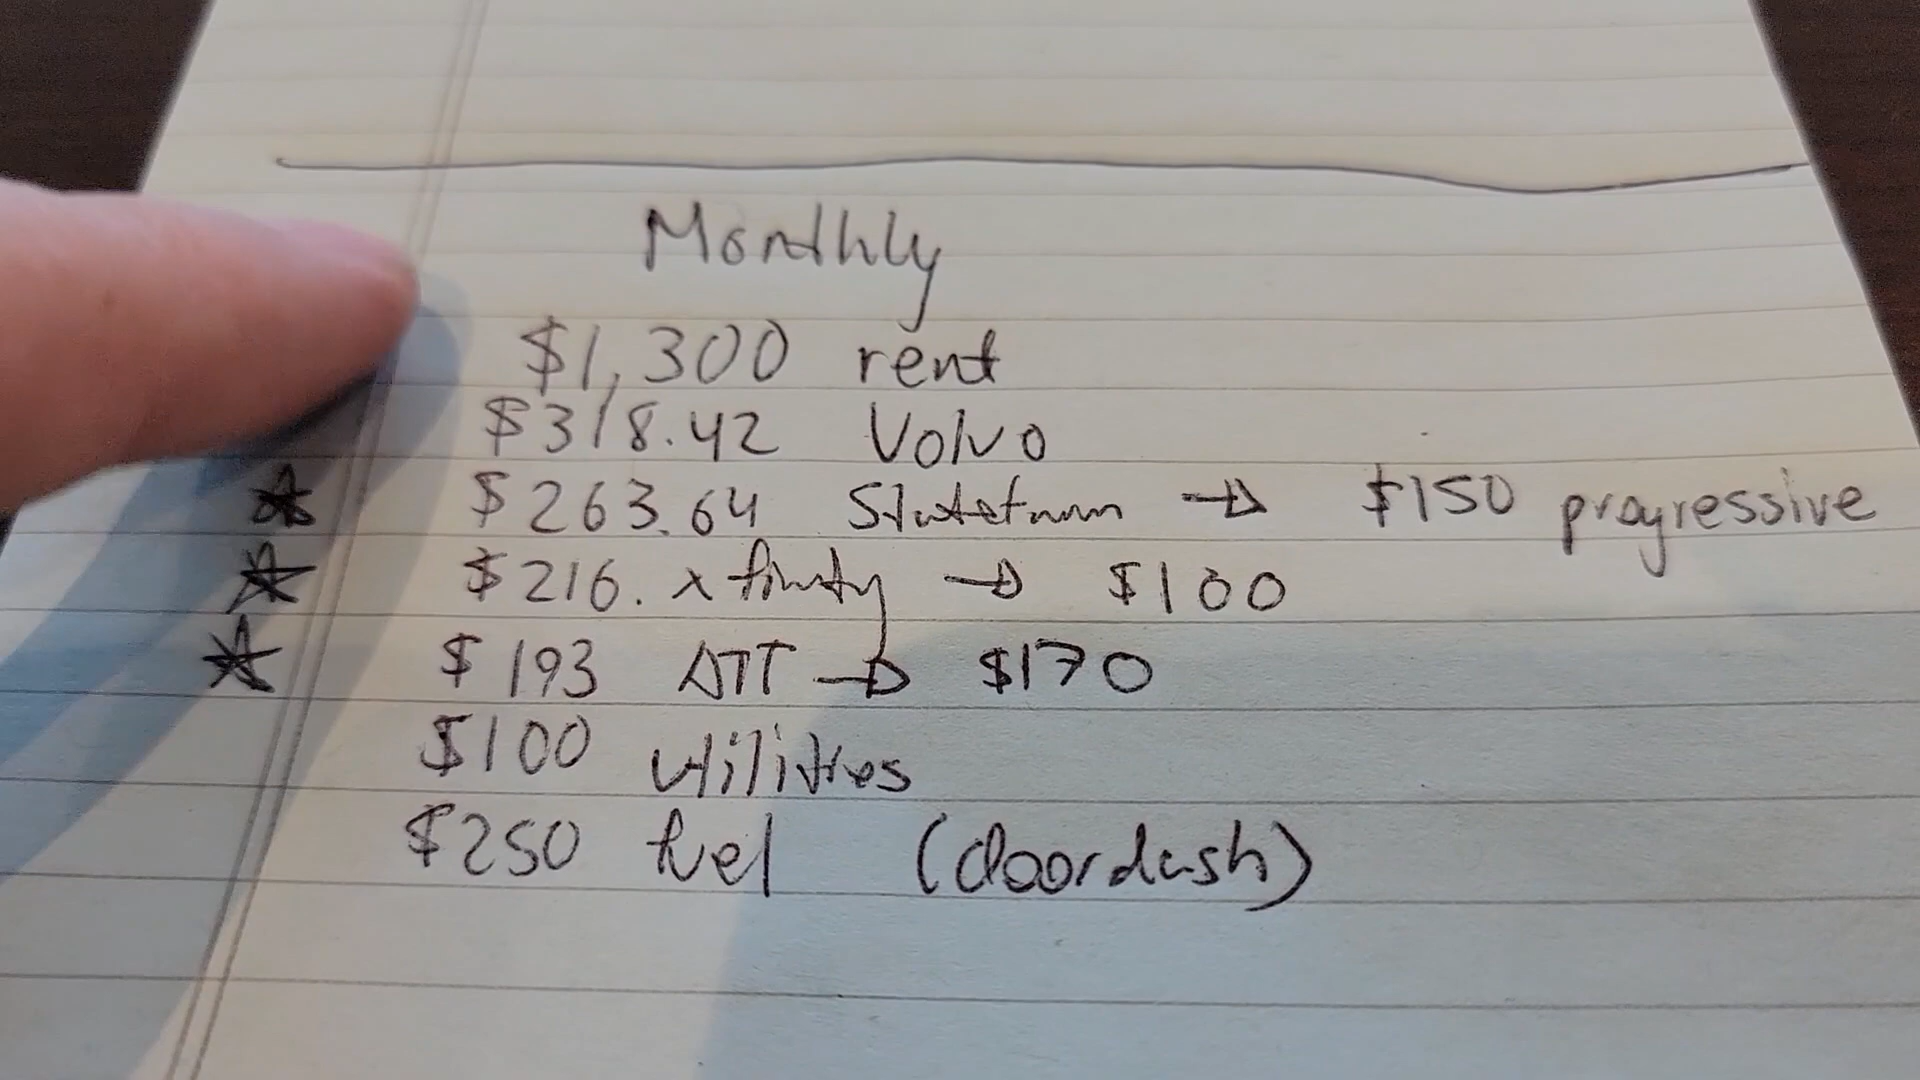 Monthly
$1,300 rent
$318.42 Volvo
$263.64 Statefarm → $150 progressive
$216. xfinity → $100
$193 ATT → $170
$100 utilities
$250 fuel (doordash)